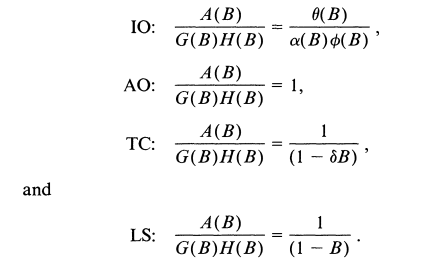 IO: A(B) / G(B)H(B) = θ(B) / α(B)φ(B) ,
AO: A(B) / G(B)H(B) = 1,
TC: A(B) / G(B)H(B) = 1 / (1 − δB) ,
and
LS: A(B) / G(B)H(B) = 1 / (1 − B) .